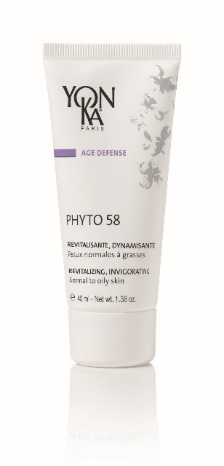 YON
KA
PARIS
AGE DEFENSE
PHYTO 58
REVITALISANTE, DYNAMISANTE
Peaux normales à grasses
REVITALIZING, INVIGORATING
Normal to oily skin
℮ 40 ml - Net wt. 1.38 oz.